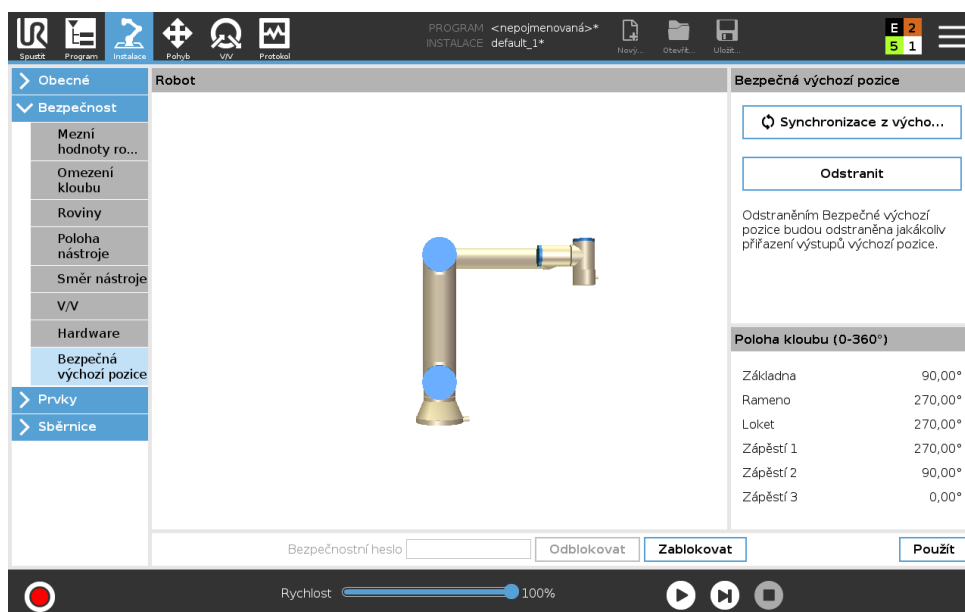 PROGRAM <nepojmenovaná>*
INSTALACE default_1*
Spustit
Program
Instalace
Pohyb
V/V
Protokol
Nový...
Otevřít...
Uložit...
E 2
5 1
Obecné
Bezpečnost
Mezní
hodnoty ro...
Omezení
kloubu
Roviny
Poloha
nástroje
Směr nástroje
V/V
Hardware
Bezpečná
výchozí pozice
Prvky
Sběrnice
Robot
Bezpečná výchozí pozice
Synchronizace z výcho...
Odstranit
Odstraněním Bezpečné výchozí
pozice budou odstraněna jakákoliv
přiřazení výstupů výchozí pozice.
Poloha kloubu (0-360°)
Základna 90,00°
Rameno 270,00°
Loket 270,00°
Zápěstí 1 270,00°
Zápěstí 2 90,00°
Zápěstí 3 0,00°
Bezpečnostní heslo
Odblokovat
Zablokovat
Použít
Rychlost
100%